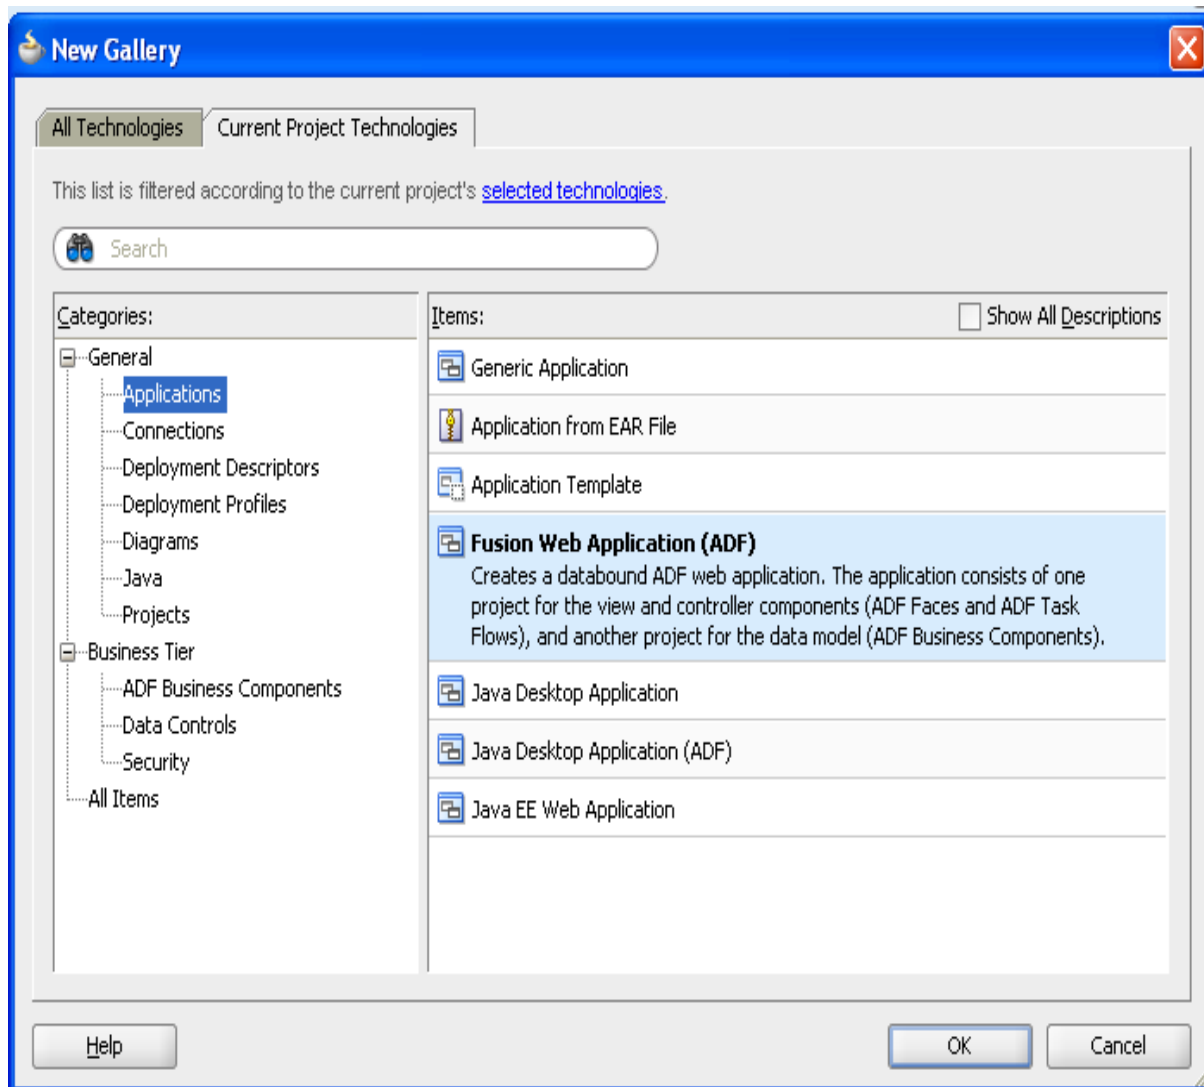 New Gallery
All Technologies
Current Project Technologies
This list is filtered according to the current project's selected technologies.
Search
Categories:
General
Applications
Connections
Deployment Descriptors
Deployment Profiles
Diagrams
Java
Projects
Business Tier
ADF Business Components
Data Controls
Security
All Items
Items:
Show All Descriptions
Generic Application
Application from EAR File
Application Template
Fusion Web Application (ADF)
Creates a databound ADF web application. The application consists of one
project for the view and controller components (ADF Faces and ADF Task
Flows), and another project for the data model (ADF Business Components).
Java Desktop Application
Java Desktop Application (ADF)
Java EE Web Application
Help
OK
Cancel